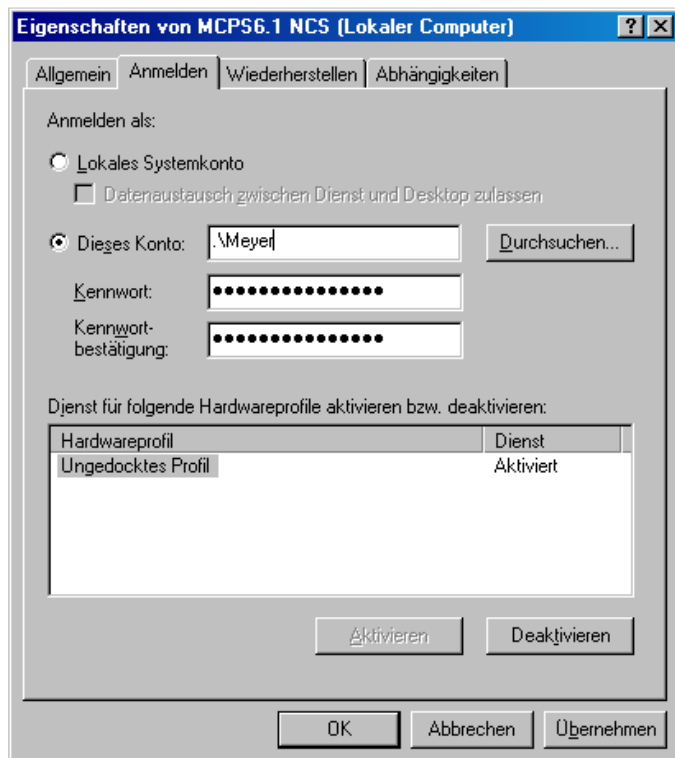 Eigenschaften von MCPS6.1 NCS (Lokaler Computer)
Allgemein Anmelden Wiederherstellen Abhängigkeiten
Anmelden als:
Lokales Systemkonto
Datenaustausch zwischen Dienst und Desktop zulassen
Dieses Konto: .\Meyer Durchsuchen...
Kennwort: ●●●●●●●●●●●●●●●
Kennwort-
bestätigung: ●●●●●●●●●●●●●●●
Dienst für folgende Hardwareprofile aktivieren bzw. deaktivieren:
Hardwareprofil Dienst
Ungedocktes Profil Aktiviert
Aktivieren Deaktivieren
OK Abbrechen Übernehmen